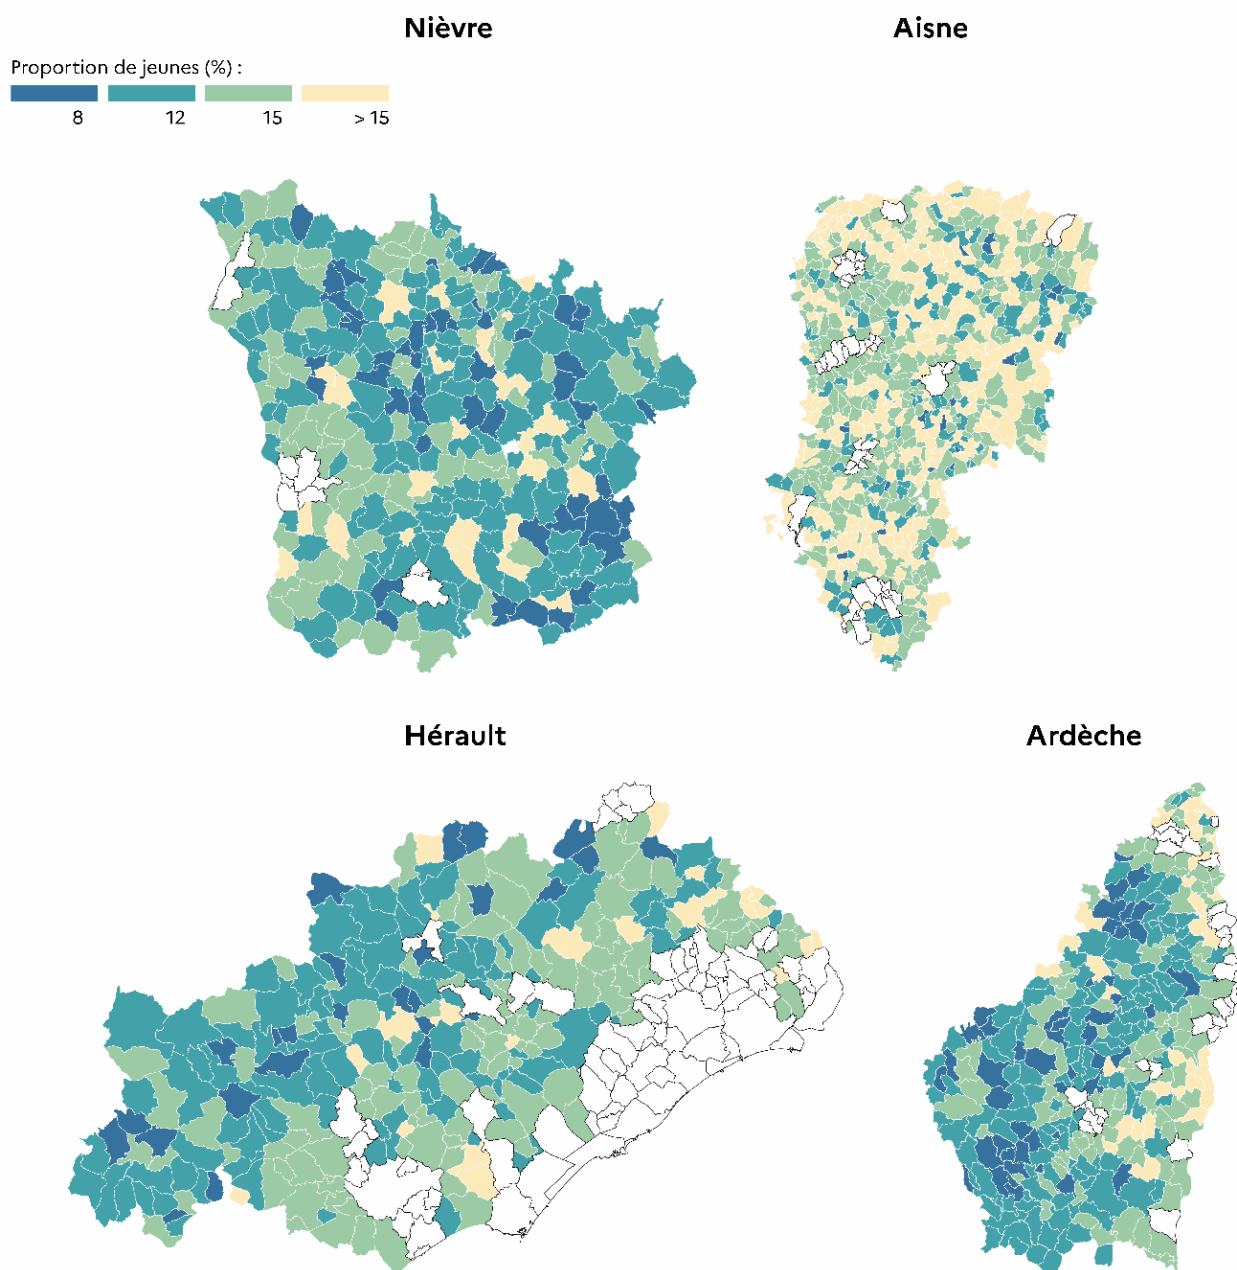 Nièvre
Aisne
Proportion de jeunes (%) :
8 12 15 > 15
Hérault
Ardèche